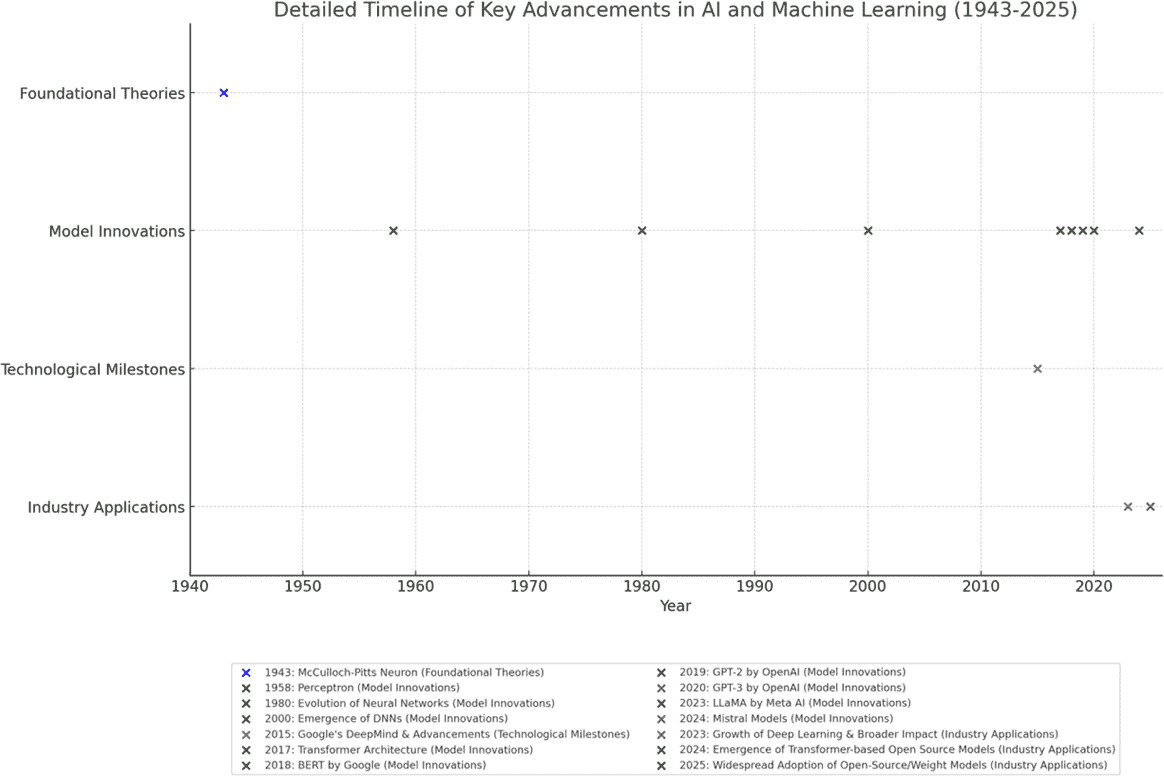 Detailed Timeline of Key Advancements in AI and Machine Learning (1943-2025)
Foundational Theories
Model Innovations
Technological Milestones
Industry Applications
1940 1950 1960 1970 1980 1990 2000 2010 2020
Year
1943: McCulloch-Pitts Neuron (Foundational Theories)
1958: Perceptron (Model Innovations)
1980: Evolution of Neural Networks (Model Innovations)
2000: Emergence of DNNs (Model Innovations)
2015: Google's DeepMind & Advancements (Technological Milestones)
2017: Transformer Architecture (Model Innovations)
2018: BERT by Google (Model Innovations)
2019: GPT-2 by OpenAI (Model Innovations)
2020: GPT-3 by OpenAI (Model Innovations)
2023: LLaMA by Meta AI (Model Innovations)
2024: Mistral Models (Model Innovations)
2023: Growth of Deep Learning & Broader Impact (Industry Applications)
2024: Emergence of Transformer-based Open Source Models (Industry Applications)
2025: Widespread Adoption of Open-Source/Weight Models (Industry Applications)